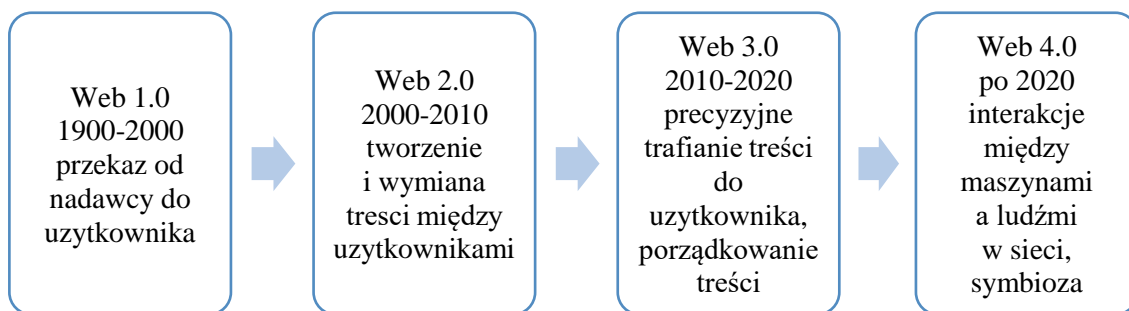 Web 1.0
1900-2000
przekaz od
nadawcy do
uzytkownika
Web 2.0
2000-2010
tworzenie
i wymiana
tresci między
uzytkownikami
Web 3.0
2010-2020
precyzyjne
trafianie treści
do
uzytkownika,
porządkowanie
treści
Web 4.0
po 2020
interakcje
między
maszynami
a ludźmi
w sieci,
symbioza